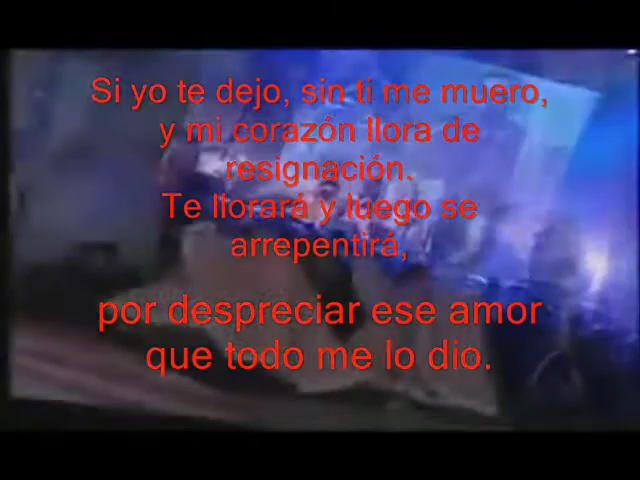 Si yo te dejo, sin ti me muero,
y mi corazón llora de
resignación.
Te llorará y luego se
arrepentirá,
por despreciar ese amor
que todo me lo dio.